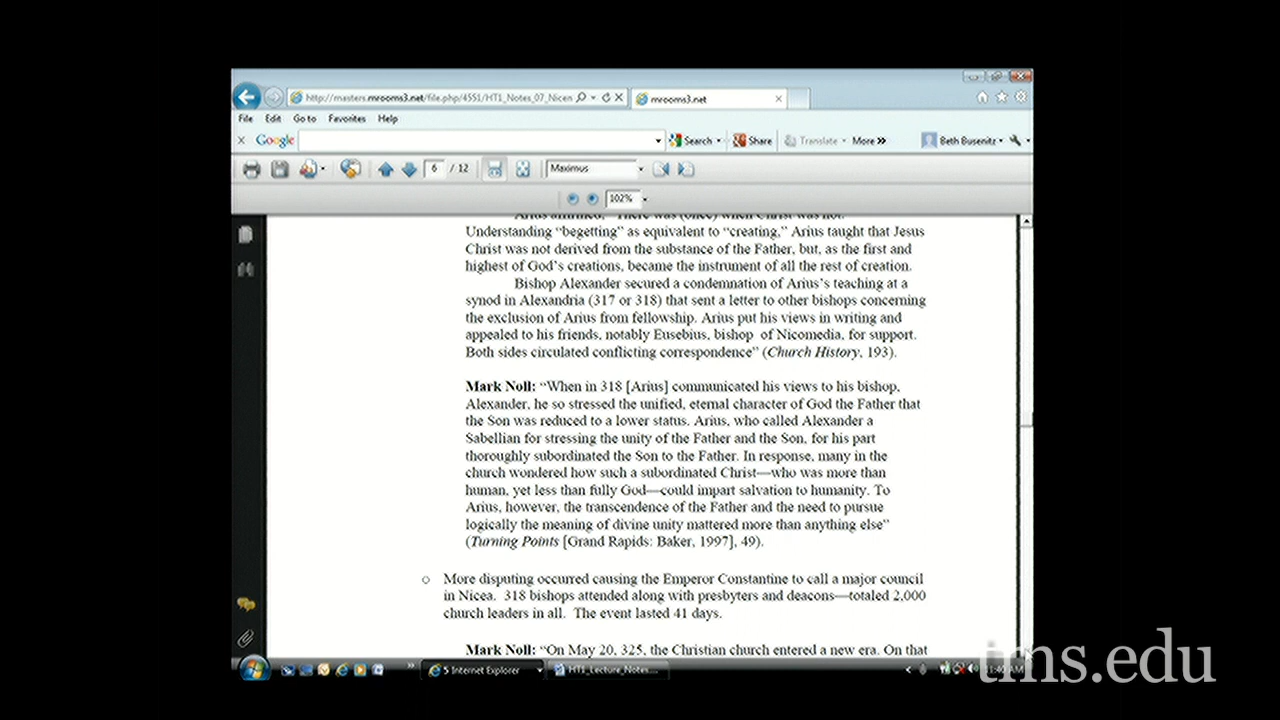 http://masters.mrooms3.net/file.php/4551/HT1_Notes_07_Nicen
mrooms3.net
File Edit Go to Favorites Help
Google Search Share Translate More Beth Busenitz
6 / 12 Maximus
102%
Arius affirmed, "There was (once) when Christ was not.
Understanding "begetting" as equivalent to "creating," Arius taught that Jesus
Christ was not derived from the substance of the Father, but, as the first and
highest of God's creations, became the instrument of all the rest of creation.
Bishop Alexander secured a condemnation of Arius's teaching at a
synod in Alexandria (317 or 318) that sent a letter to other bishops concerning
the exclusion of Arius from fellowship. Arius put his views in writing and
appealed to his friends, notably Eusebius, bishop of Nicomedia, for support.
Both sides circulated conflicting correspondence" (Church History, 193).
Mark Noll: "When in 318 [Arius] communicated his views to his bishop,
Alexander, he so stressed the unified, eternal character of God the Father that
the Son was reduced to a lower status. Arius, who called Alexander a
Sabellian for stressing the unity of the Father and the Son, for his part
thoroughly subordinated the Son to the Father. In response, many in the
church wondered how such a subordinated Christ—who was more than
human, yet less than fully God—could impart salvation to humanity. To
Arius, however, the transcendence of the Father and the need to pursue
logically the meaning of divine unity mattered more than anything else"
(Turning Points [Grand Rapids: Baker, 1997], 49).
o More disputing occurred causing the Emperor Constantine to call a major council
in Nicea. 318 bishops attended along with presbyters and deacons—totaled 2,000
church leaders in all. The event lasted 41 days.
Mark Noll: "On May 20, 325, the Christian church entered a new era. On that
5 Internet Explorer HT1_Lecture_Notes....
tms.edu